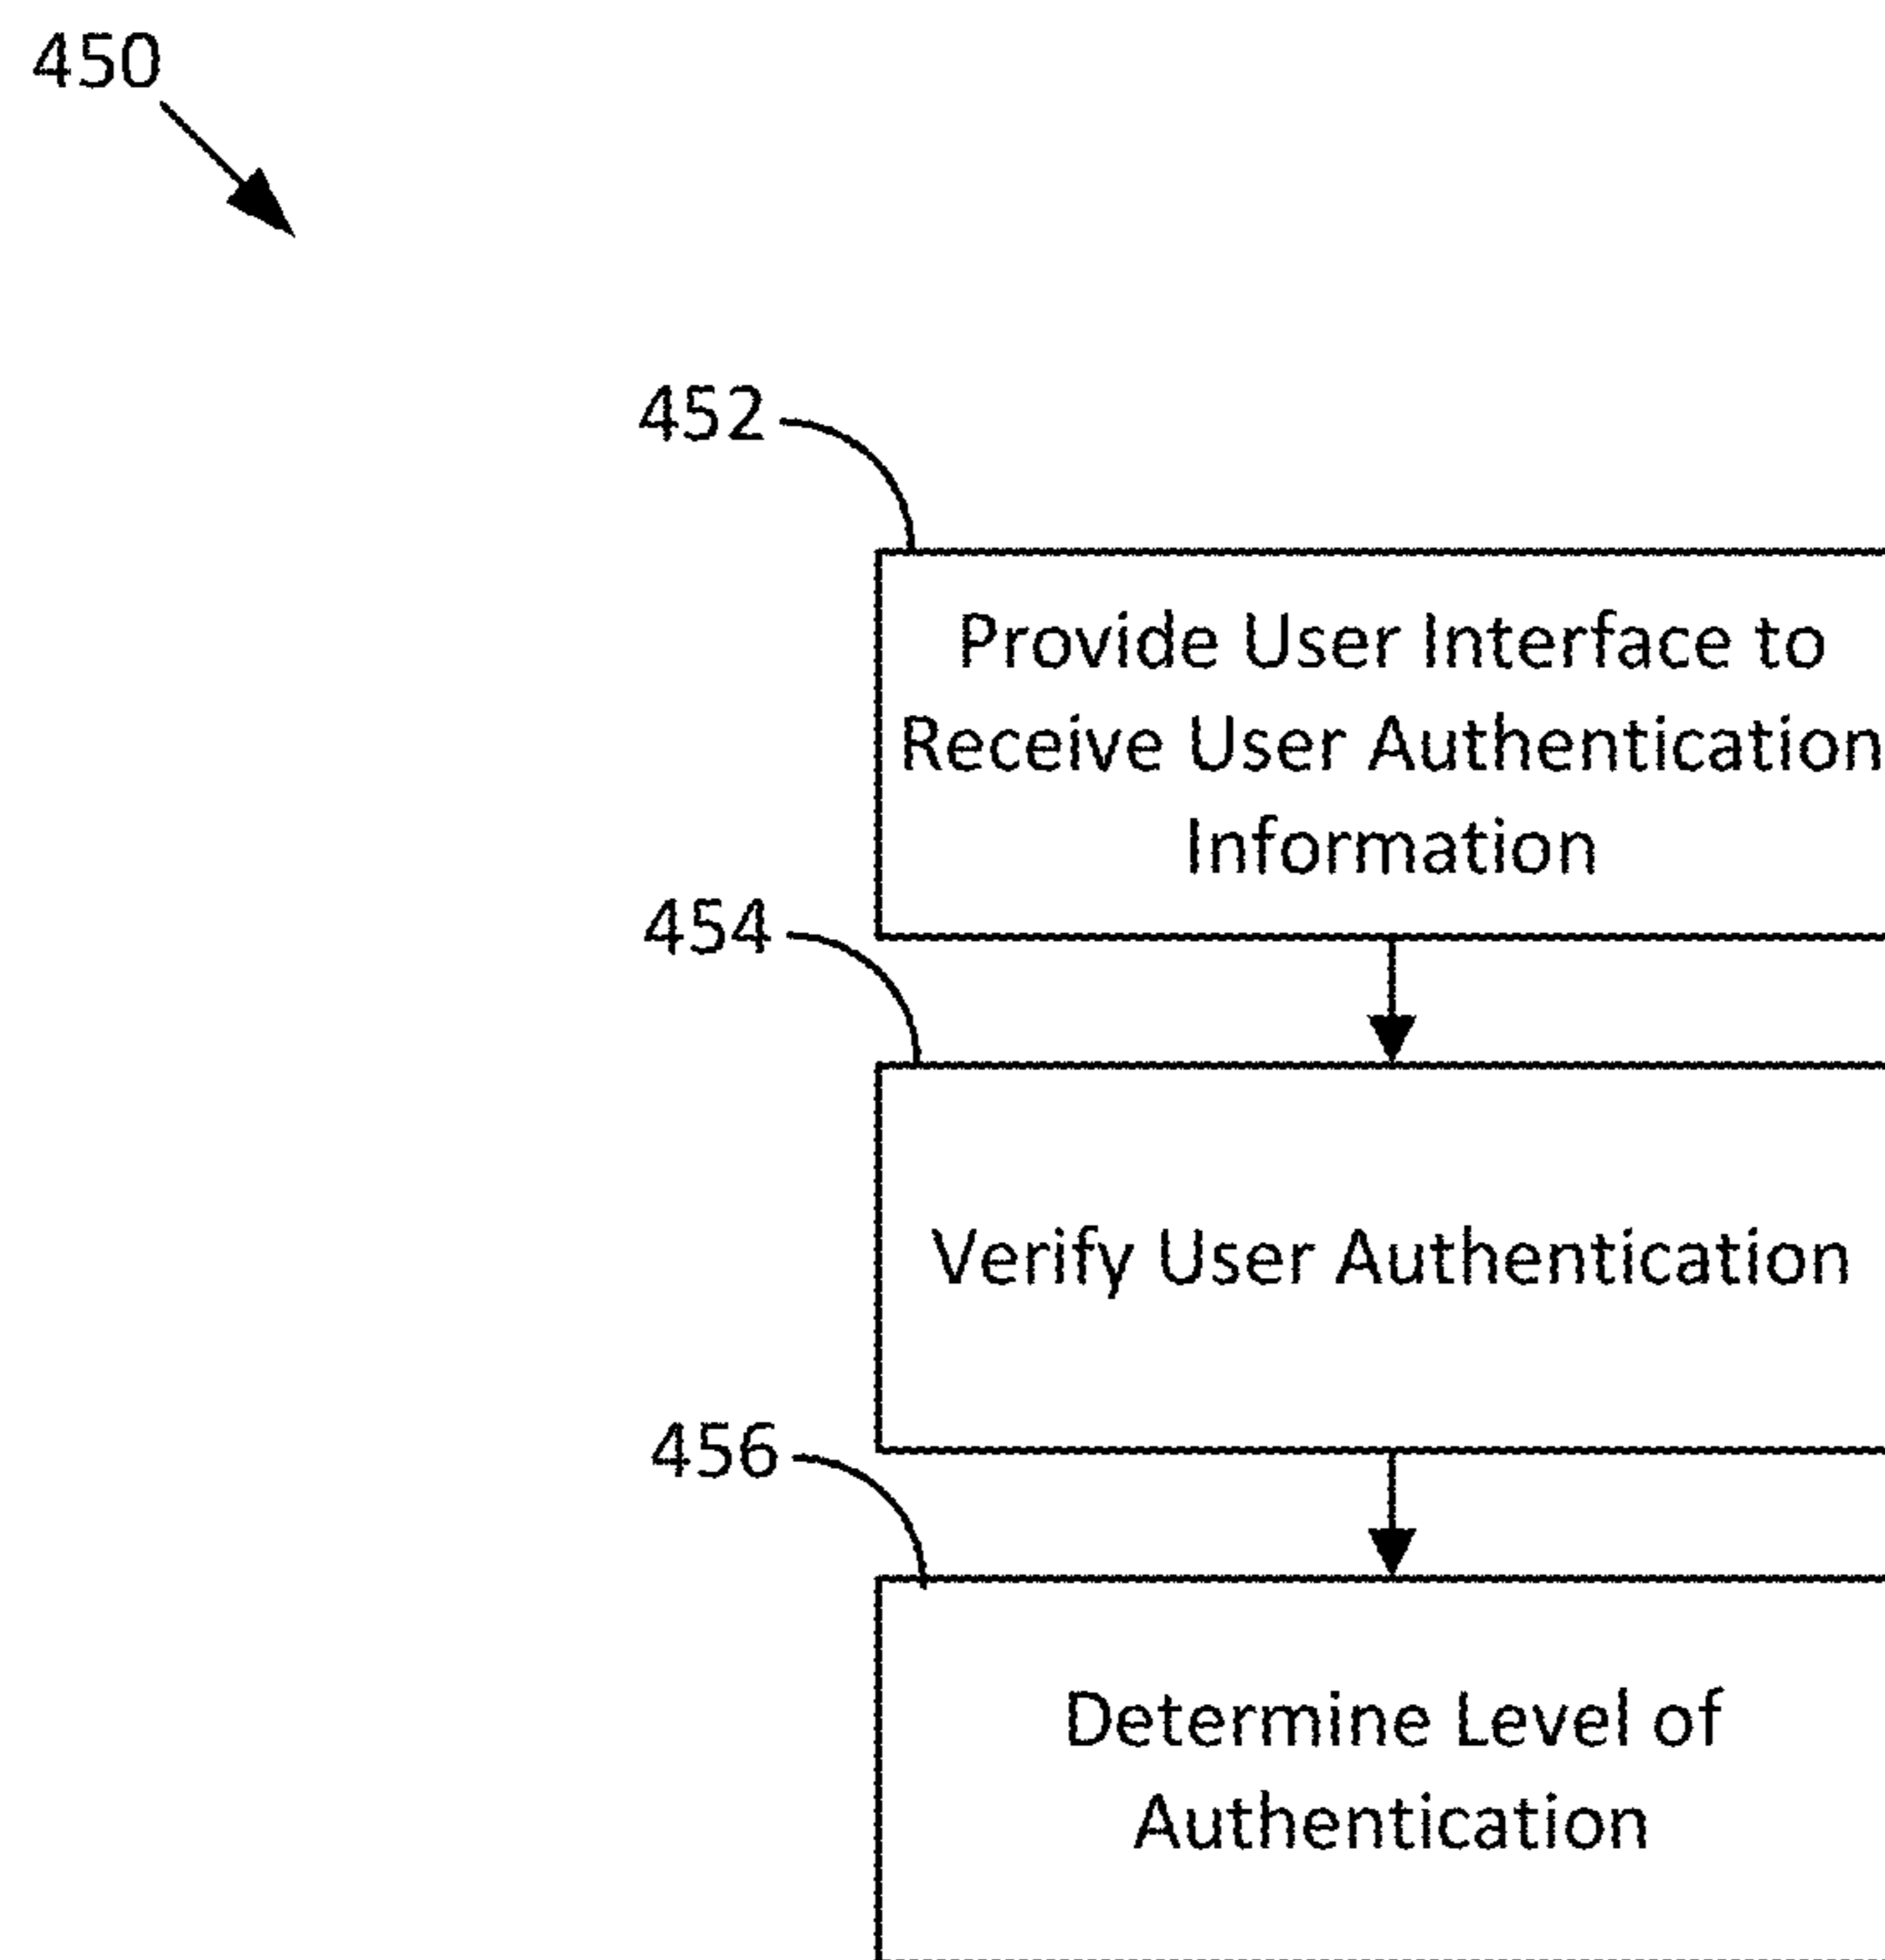 450
452
Provide User Interface to
Receive User Authentication
Information
454
Verify User Authentication
456
Determine Level of
Authentication